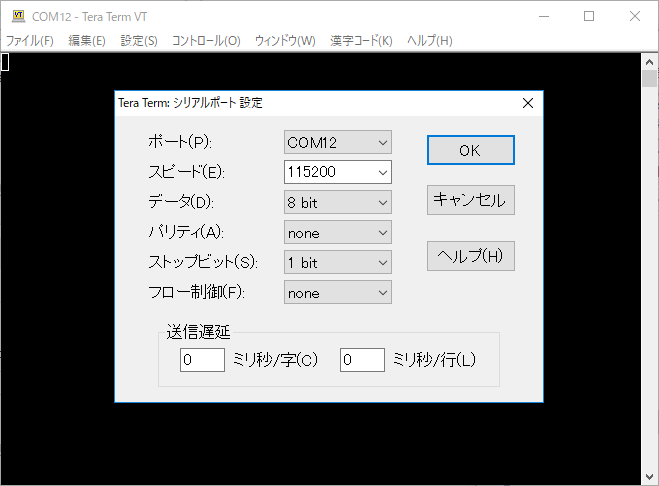 COM12 - Tera Term VT
ファイル(F) 編集(E) 設定(S) コントロール(O) ウィンドウ(W) 漢字コード(K) ヘルプ(H)
Tera Term: シリアルポート 設定
ポート(P): COM12 OK
スピード(E): 115200
データ(D): 8 bit キャンセル
パリティ(A): none
ストップビット(S): 1 bit ヘルプ(H)
フロー制御(F): none
送信遅延
0 ミリ秒/字(C) 0 ミリ秒/行(L)